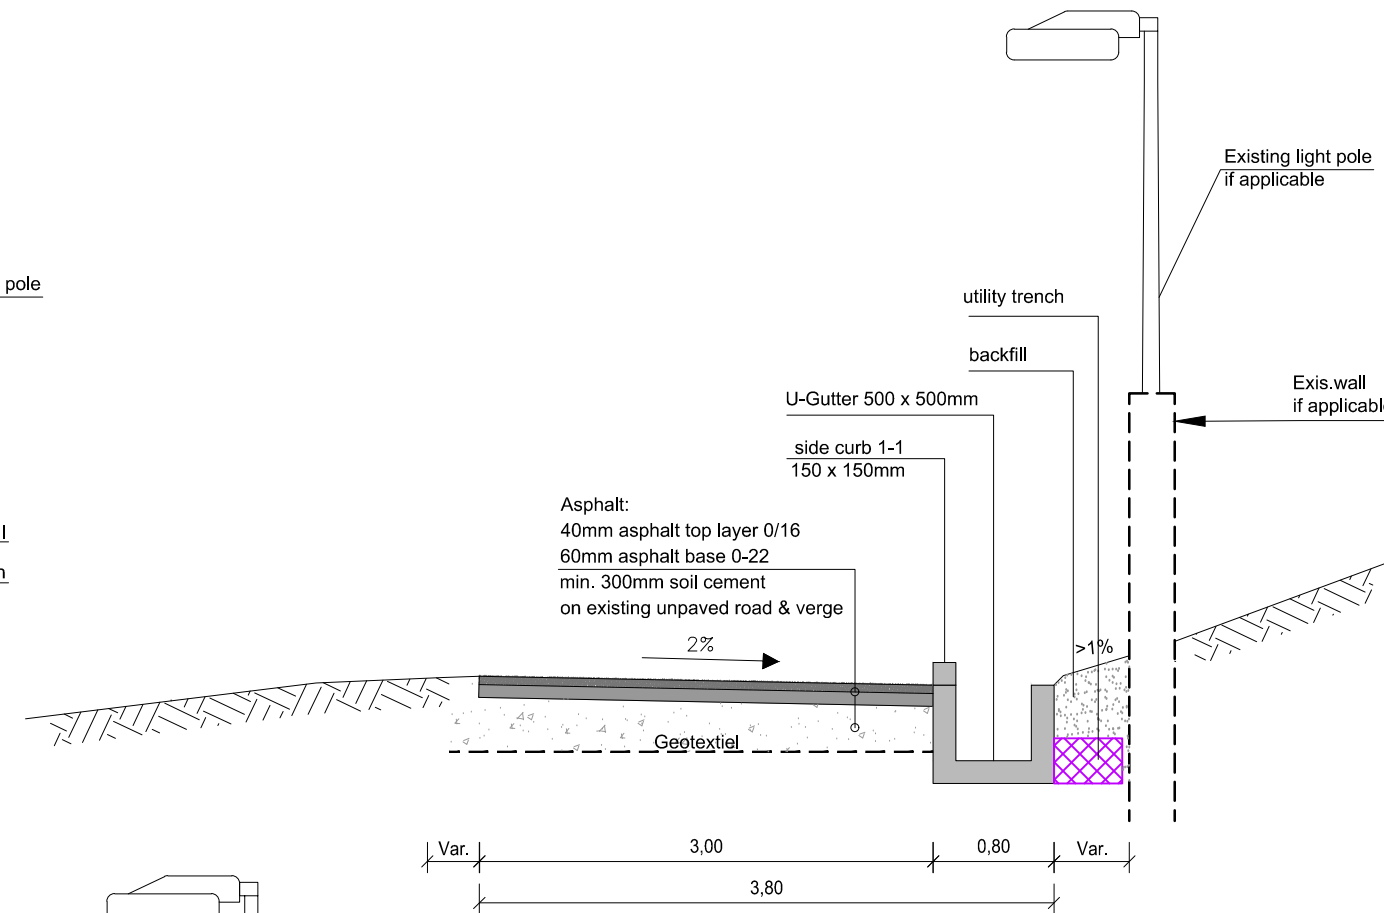 Existing light pole
if applicable
pole
utility trench
backfill
Exis.wall
if applicable
U-Gutter 500 x 500mm
side curb 1-1
150 x 150mm
Asphalt:
40mm asphalt top layer 0/16
60mm asphalt base 0-22
min. 300mm soil cement
on existing unpaved road & verge
2%
>1%
Geotextiel
Var.
3,00
0,80
Var.
3,80